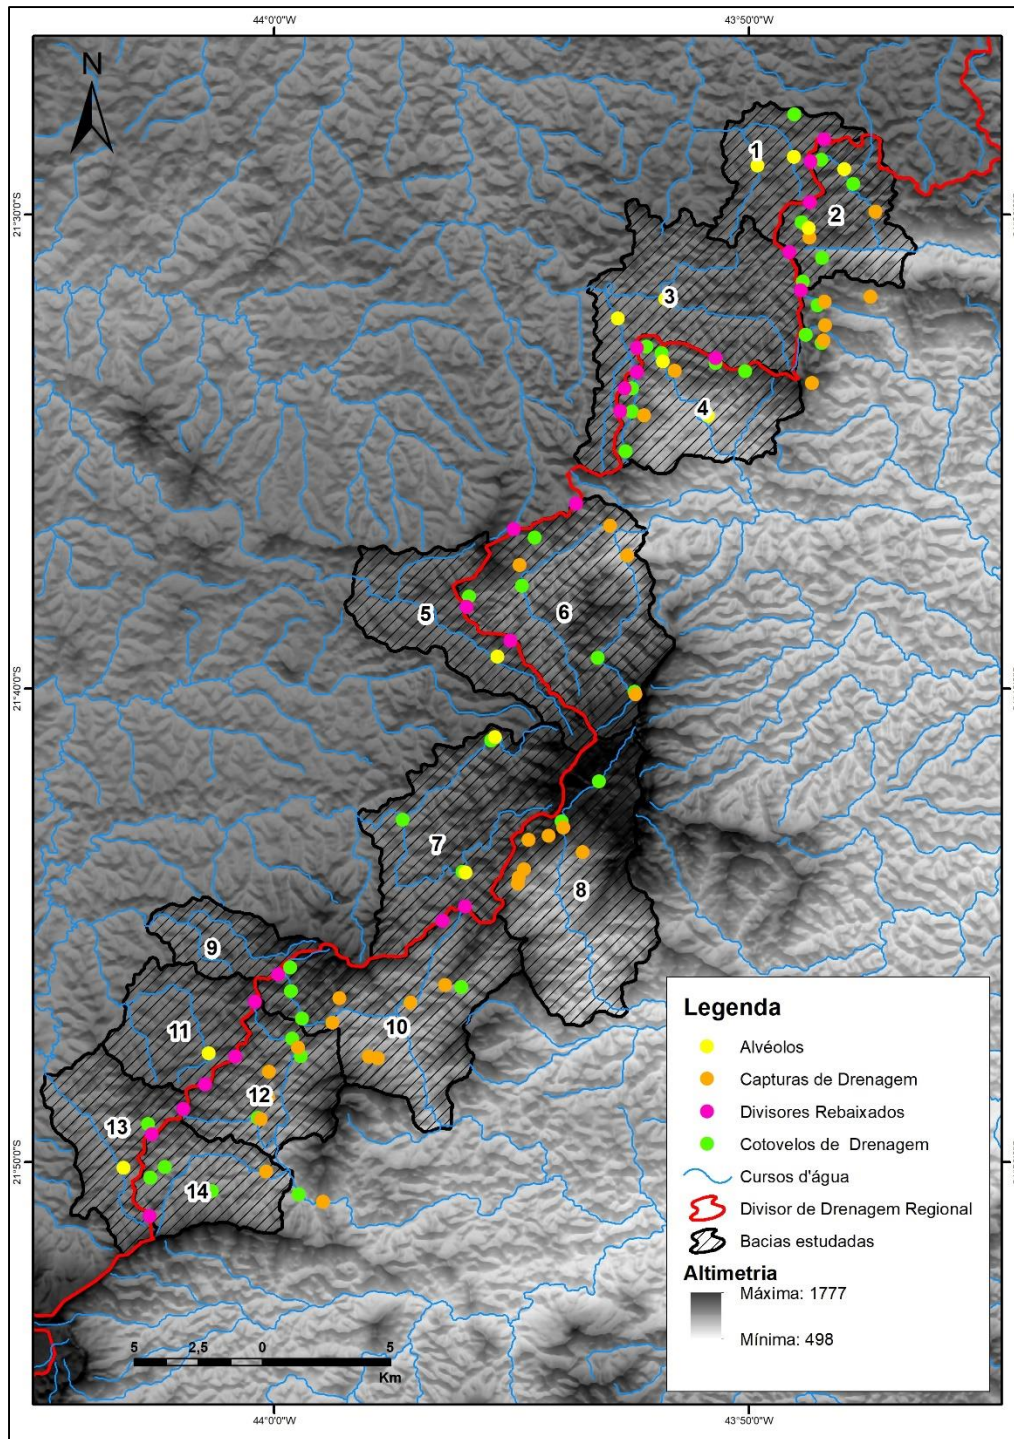 44°0'0"W 43°50'0"W
N
1
2
21°30'0"S
3
4
5
6
21°40'0"S
7
8
9
10
11
12
13
14
21°50'0"S
Legenda
Alvéolos
Capturas de Drenagem
Divisores Rebaixados
Cotovelos de Drenagem
Cursos d'água
Divisor de Drenagem Regional
Bacias estudadas
Altimetria
Máxima: 1777
Mínima: 498
5 2,5 0 5
Km
44°0'0"W 43°50'0"W